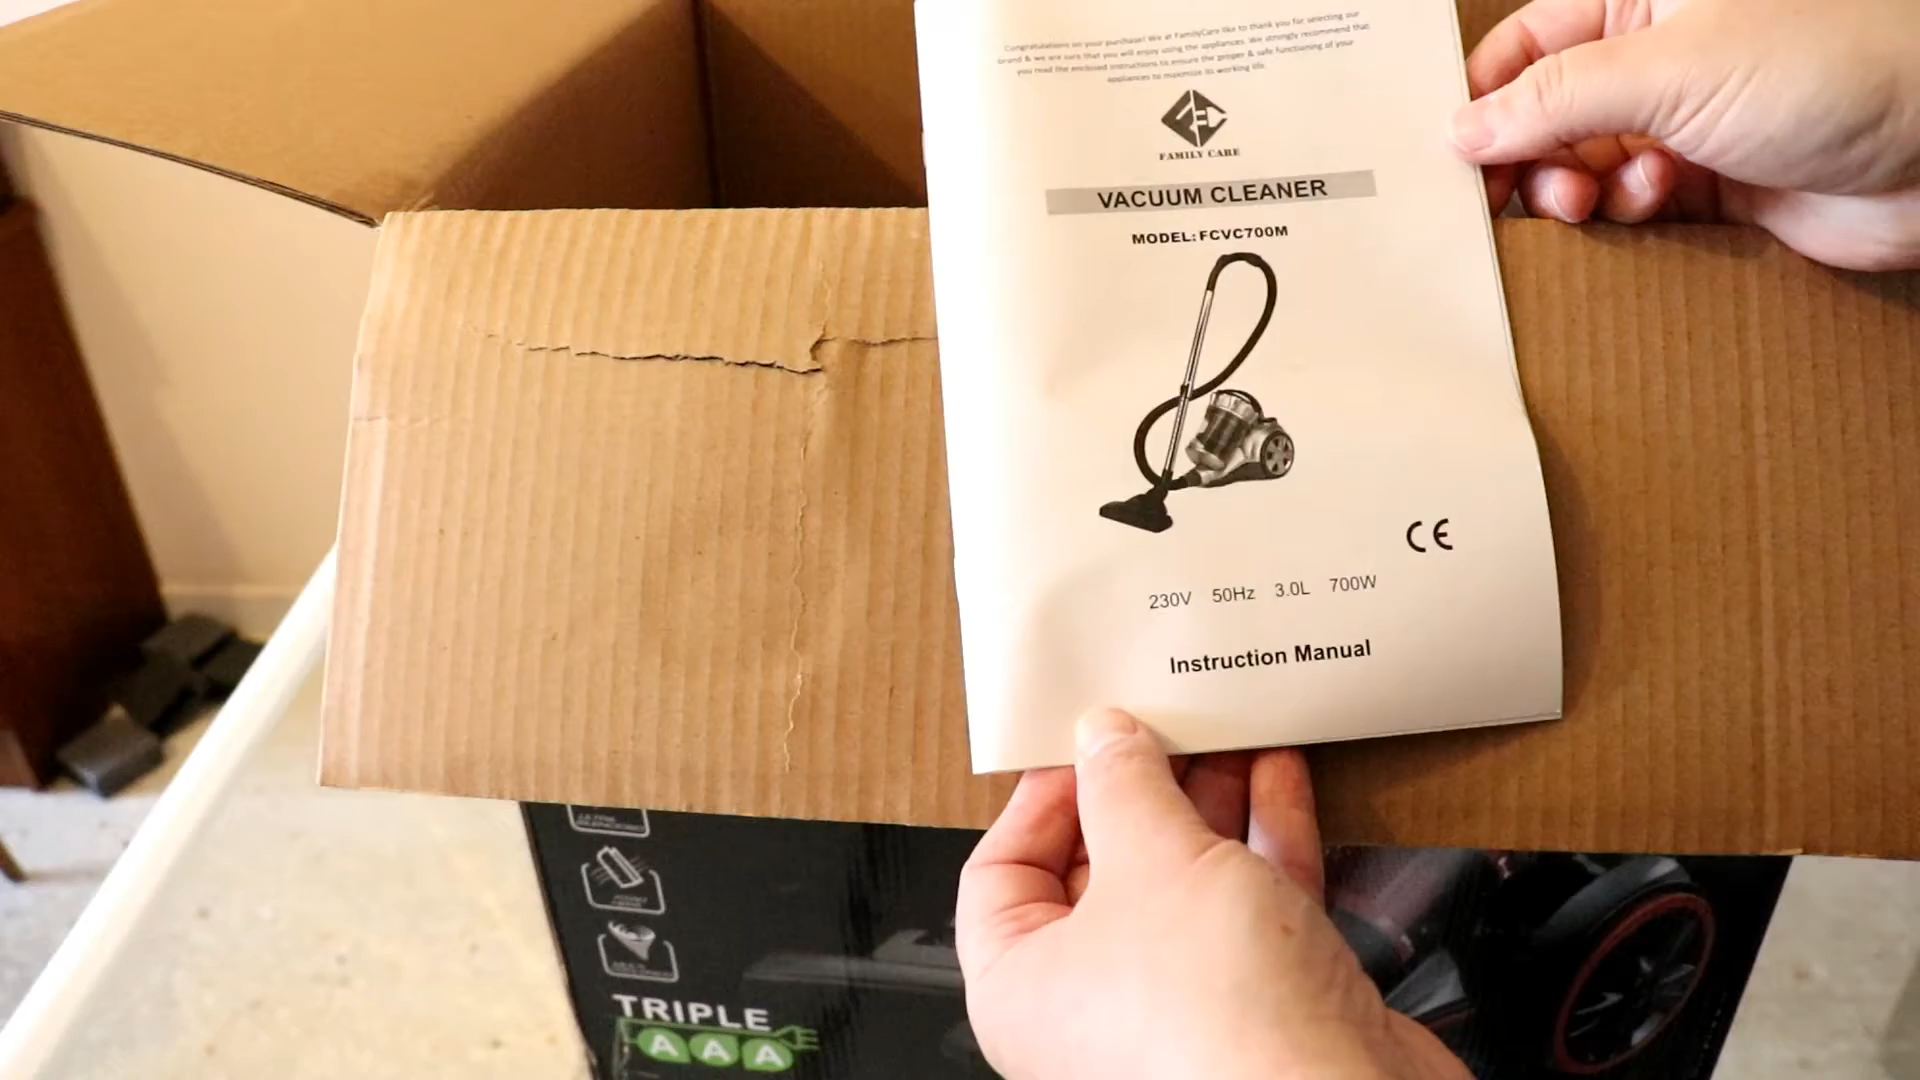 Congratulations on your purchase! We at FamilyCare like to thank you for selecting our
brand & we are sure that you will enjoy using the appliances. We strongly recommend that
you read the enclosed instructions to ensure the proper & safe functioning of your
appliances to maximize its working life.
FAMILY CARE
VACUUM CLEANER
MODEL: FCVC700M
CE
230V 50Hz 3.0L 700W
Instruction Manual
TRIPLE
AAA